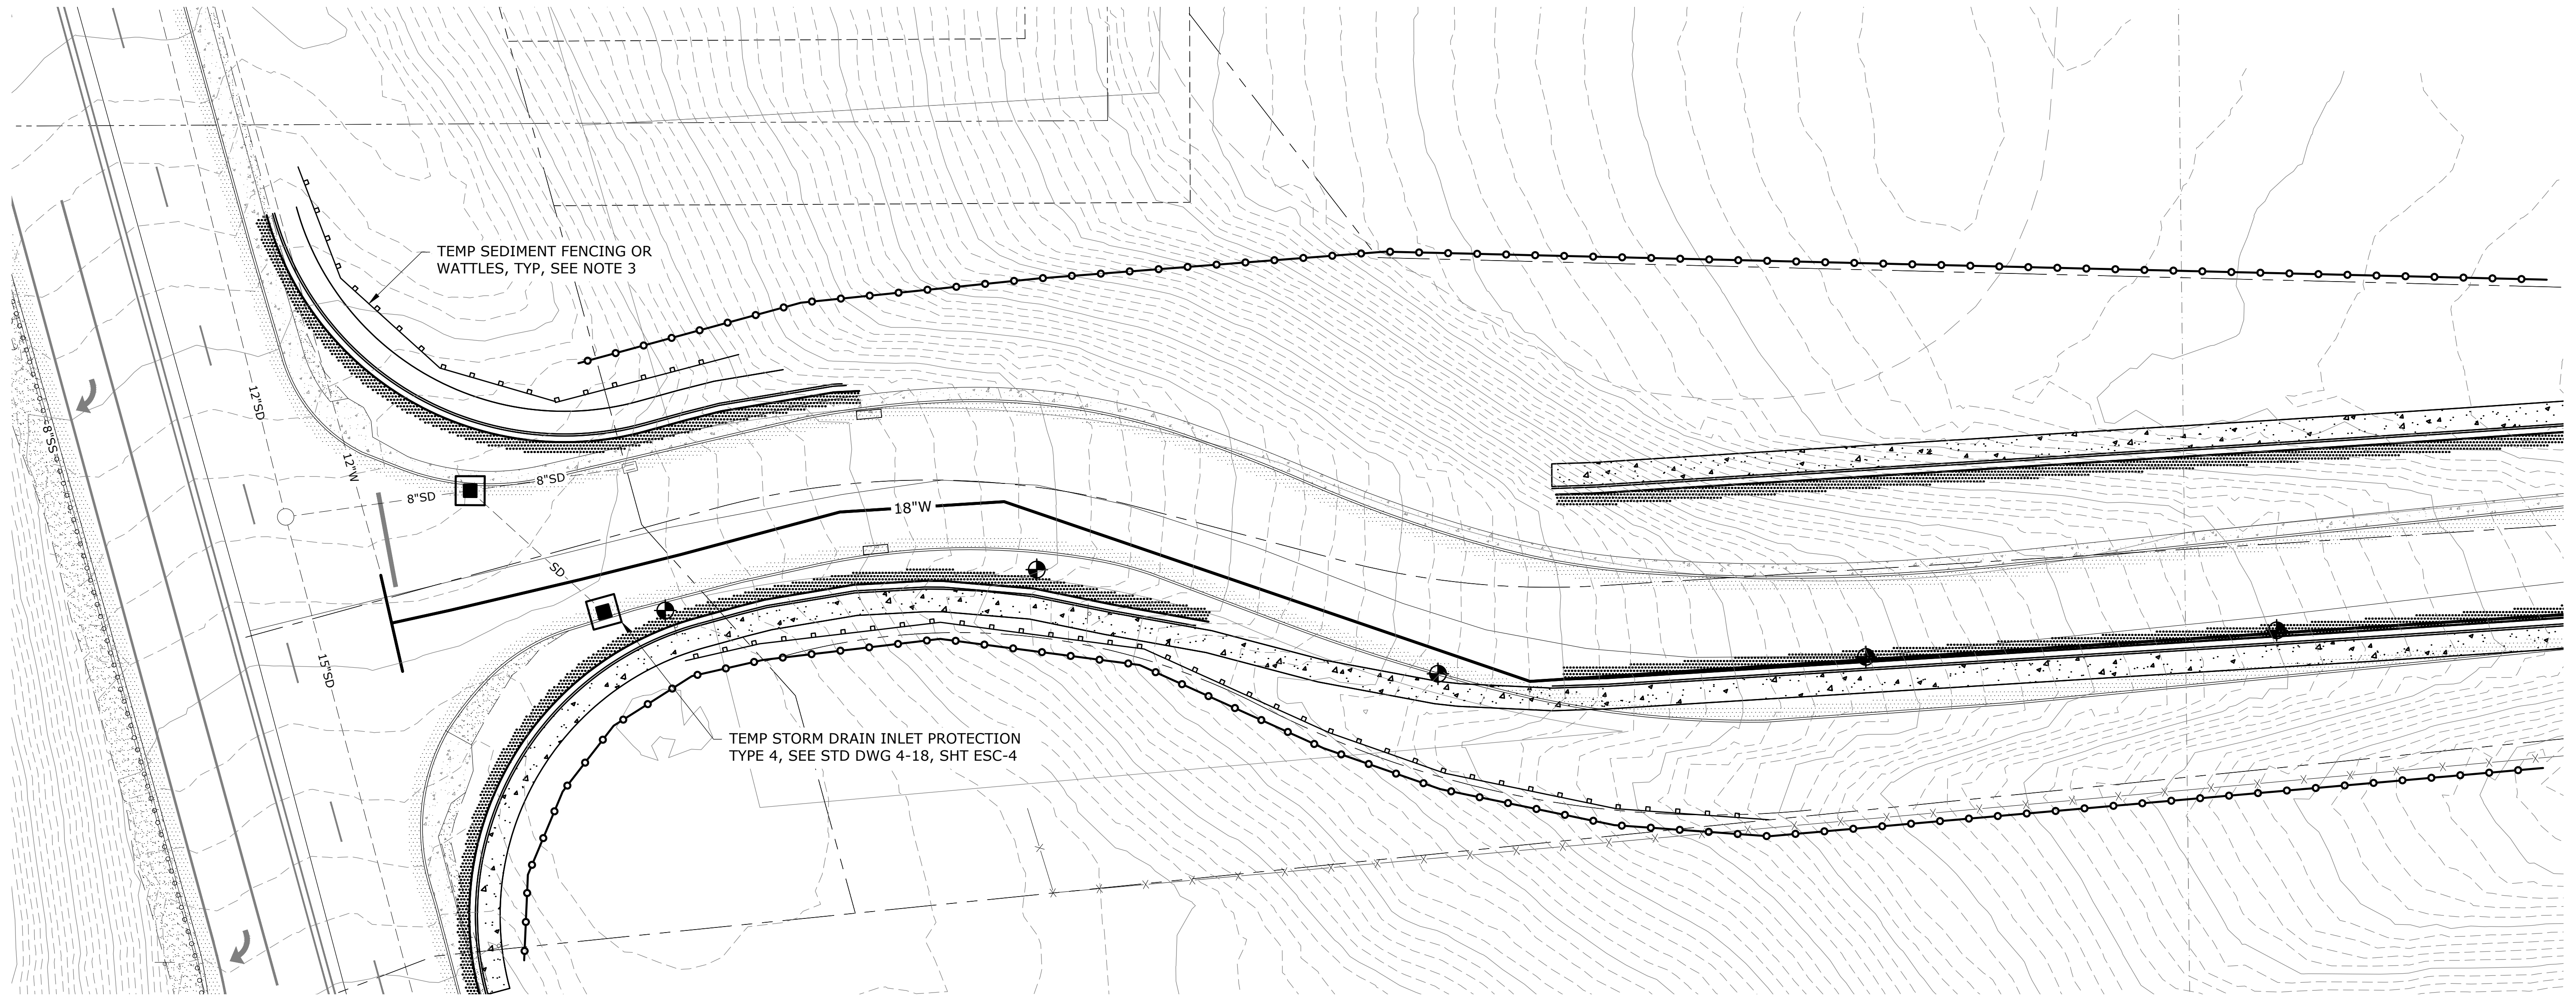 TEMP SEDIMENT FENCING OR
WATTLES, TYP, SEE NOTE 3
12"SD
8"SS
12"W
8"SD
8"SD
18"W
SD
15"SD
TEMP STORM DRAIN INLET PROTECTION
TYPE 4, SEE STD DWG 4-18, SHT ESC-4